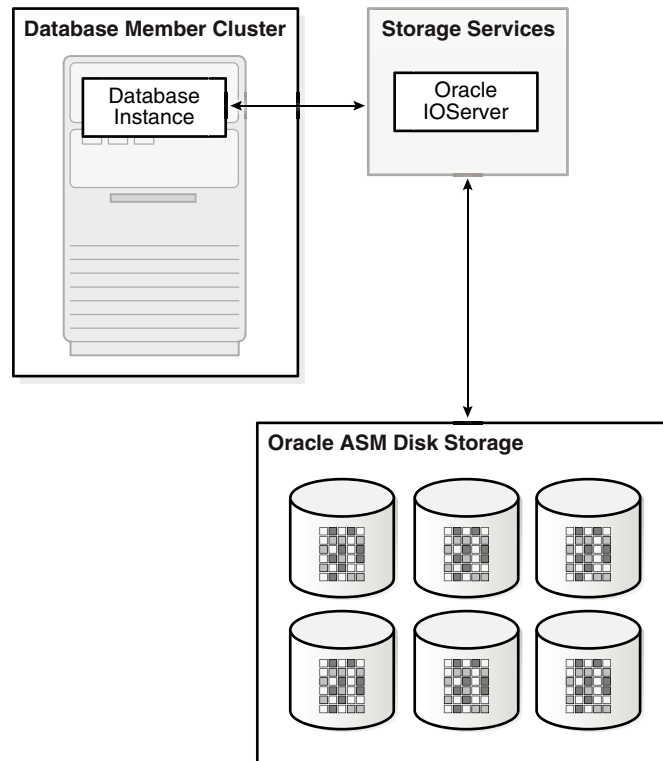 Database Member Cluster
Database
Instance
Storage Services
Oracle
IOServer
Oracle ASM Disk Storage